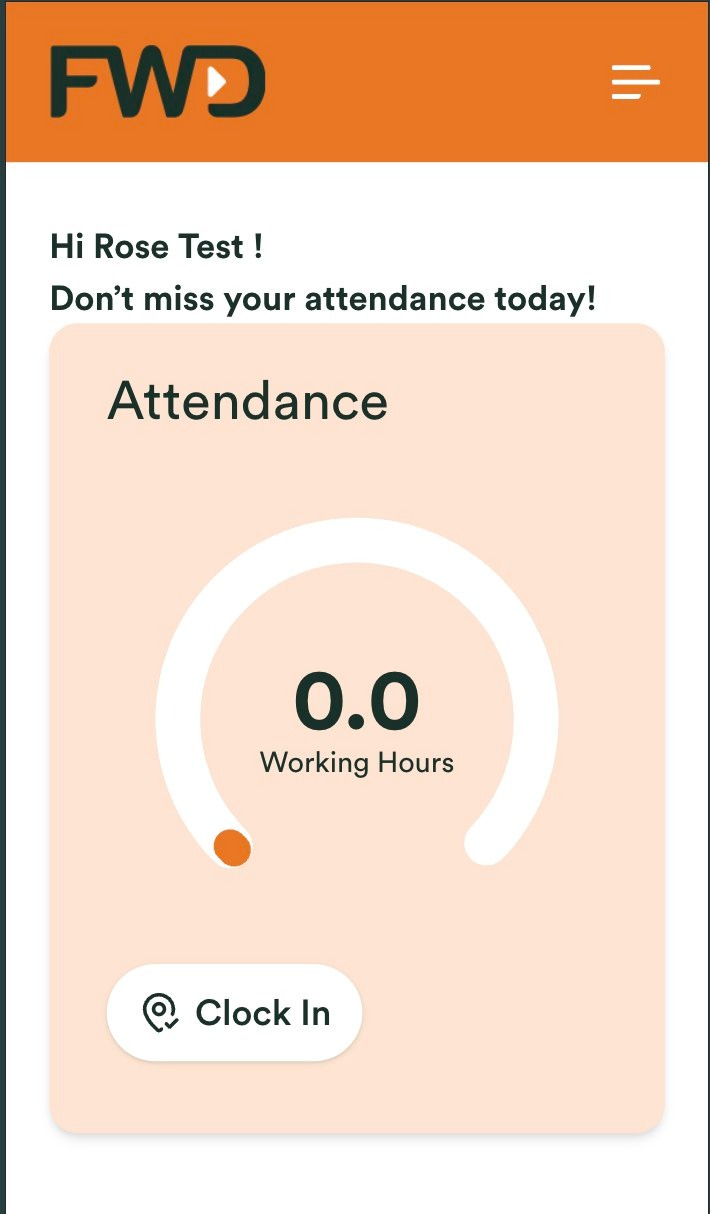 FWD
Hi Rose Test !
Don’t miss your attendance today!
Attendance
0.0
Working Hours
Clock In